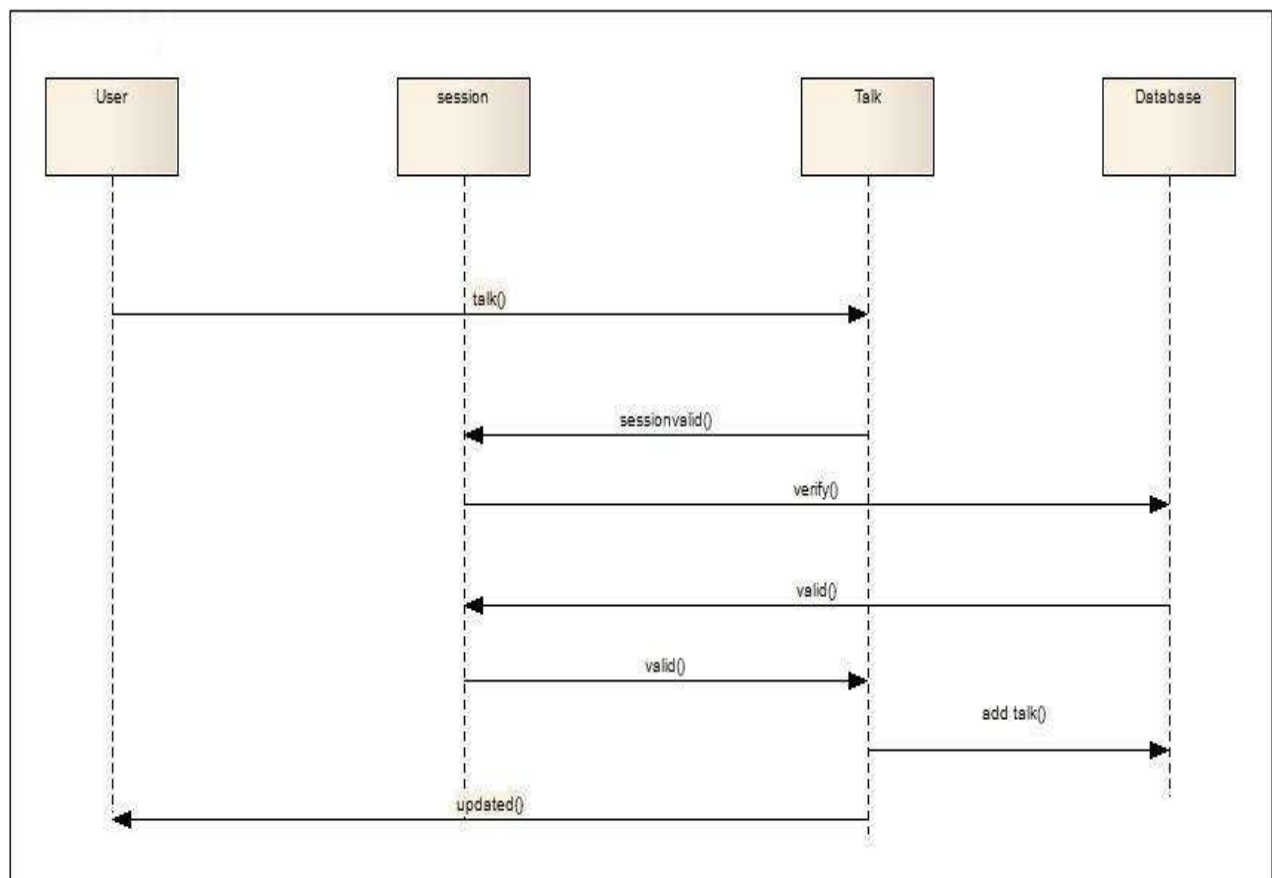 User
session
Talk
Database
talk()
sessionvalid()
verify()
valid()
valid()
add talk()
updated()